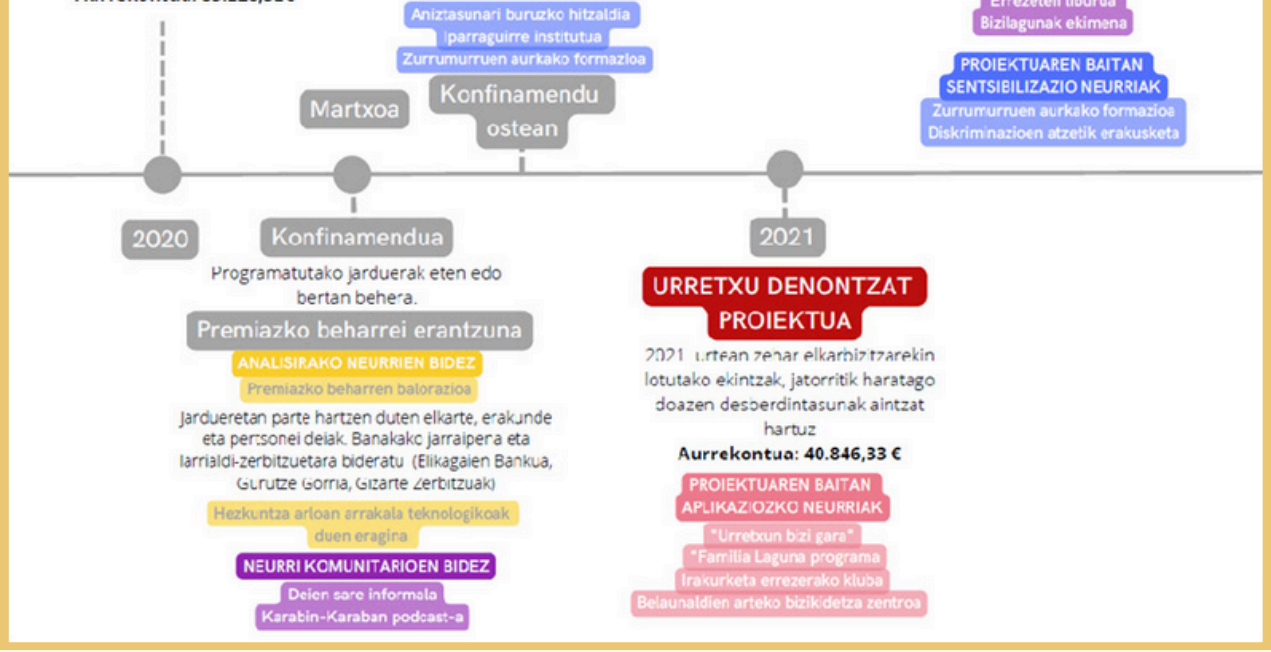 Aniztasunari buruzko hitzaldia
Iparraguirre institutua
Zurrumurruen aurkako formazioa
Martxoa
Konfinamendu
ostean
Errezeten liburua
Bizilagunak ekimena
PROIEKTUAREN BAITAN
SENTSIBILIZAZIO NEURRIAK
Zurrumurruen aurkako formazioa
Diskriminazioen atzetik erakusketa
2020
Konfinamendua
Programatutako jarduerak eten edo
bertan behera.
Premiazko beharrei erantzuna
ANALISIRAKO NEURRIEN BIDEZ
Premiazko beharren balorazioa
Jardueretan parte hartzen duten elkarte, erakunde
eta pertsonei deiak. Banakako jarraipena eta
larrialdi-zerbitzuetara bideratu (Elikagaien Bankua,
Gurutze Gorria, Gizarte Zerbitzuak)
Hezkuntza arloan arrakala teknologikoak
duen eragina
NEURRI KOMUNITARIOEN BIDEZ
Deien sare informala
Karabin-Karaban podcast-a
2021
URRETXU DENONTZAT
PROIEKTUA
2021 urtean zehar elkarbizitzarekin
lotutako ekintzak, jatorritik haratago
doazen desberdintasunak aintzat
hartuz
Aurrekontua: 40.846,33 €
PROIEKTUAREN BAITAN
APLIKAZIOZKO NEURRIAK
"Urretxun bizi gara"
"Familia Laguna programa
Irakurketa errezerako kluba
Belaunaldien arteko bizikidetza zentroa